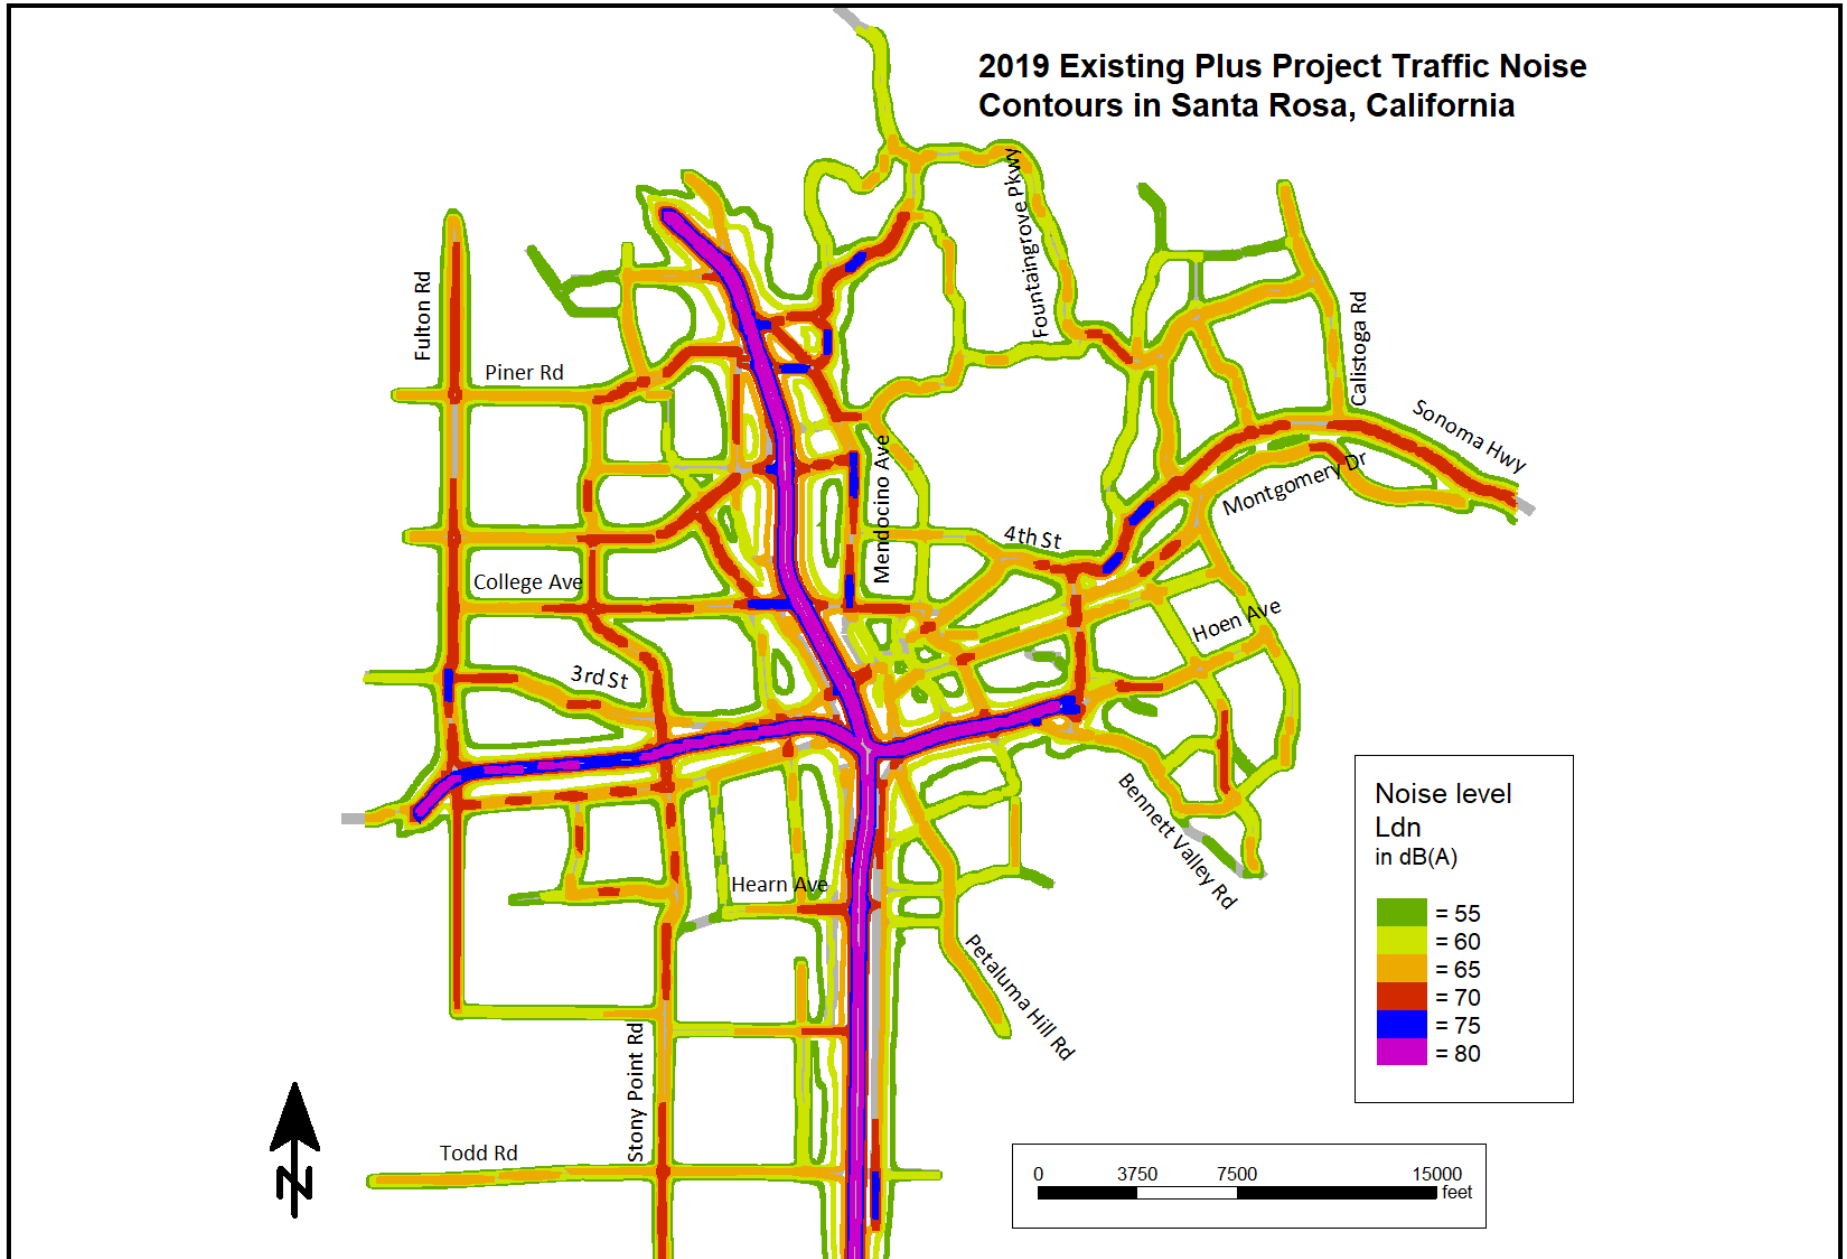 2019 Existing Plus Project Traffic Noise
Contours in Santa Rosa, California
Fountaingrove Pkwy
Fulton Rd
Piner Rd
Calistoga Rd
Sonoma Hwy
Mendocino Ave
Montgomery Dr
4th St
College Ave
Hoen Ave
3rd St
Bennett Valley Rd
Hearn Ave
Petaluma Hill Rd
Stony Point Rd
Todd Rd
N
Noise level
Ldn
in dB(A)
= 55
= 60
= 65
= 70
= 75
= 80
0 3750 7500 15000
feet